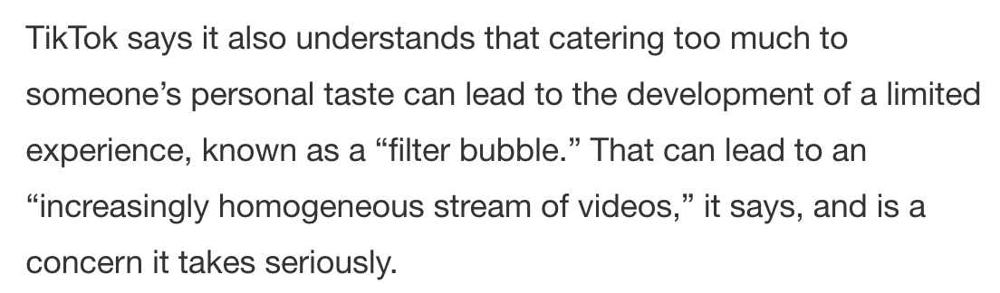 TikTok says it also understands that catering too much to
someone’s personal taste can lead to the development of a limited
experience, known as a “filter bubble.” That can lead to an
“increasingly homogeneous stream of videos,” it says, and is a
concern it takes seriously.